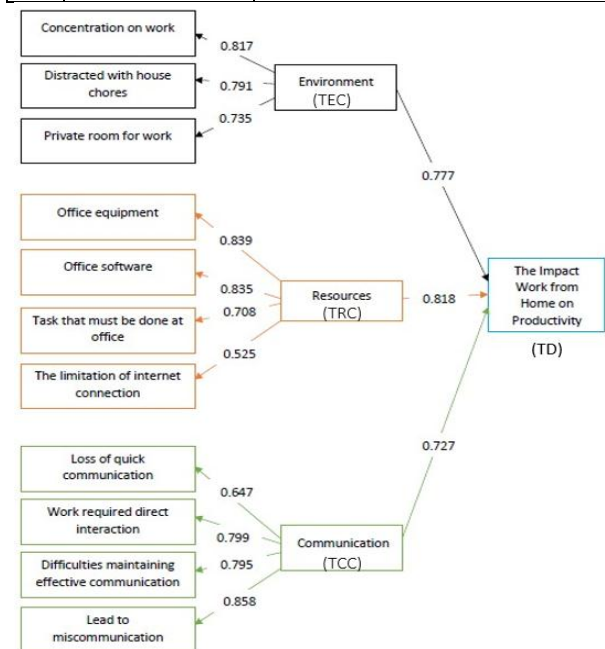 Concentration on work
0.817
Distracted with house
chores
0.791
Environment
(TEC)
0.735
Private room for work
0.777
Office equipment
0.839
Office software
0.835
Resources
(TRC)
0.818
The Impact
Work from
Home on
Productivity
(TD)
0.708
Task that must be done at
office
0.525
The limitation of internet
connection
0.727
Loss of quick
communication
0.647
Work required direct
interaction
0.799
Communication
(TCC)
0.795
Difficulties maintaining
effective communication
0.858
Lead to
miscommunication